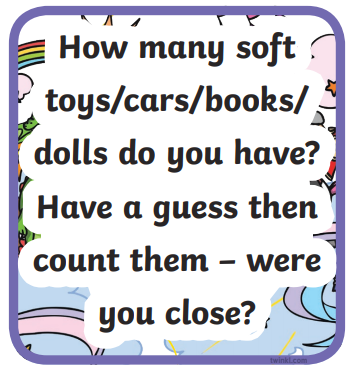 How many soft
toys/cars/books/
dolls do you have?
Have a guess then
count them – were
you close?
twinkl.com